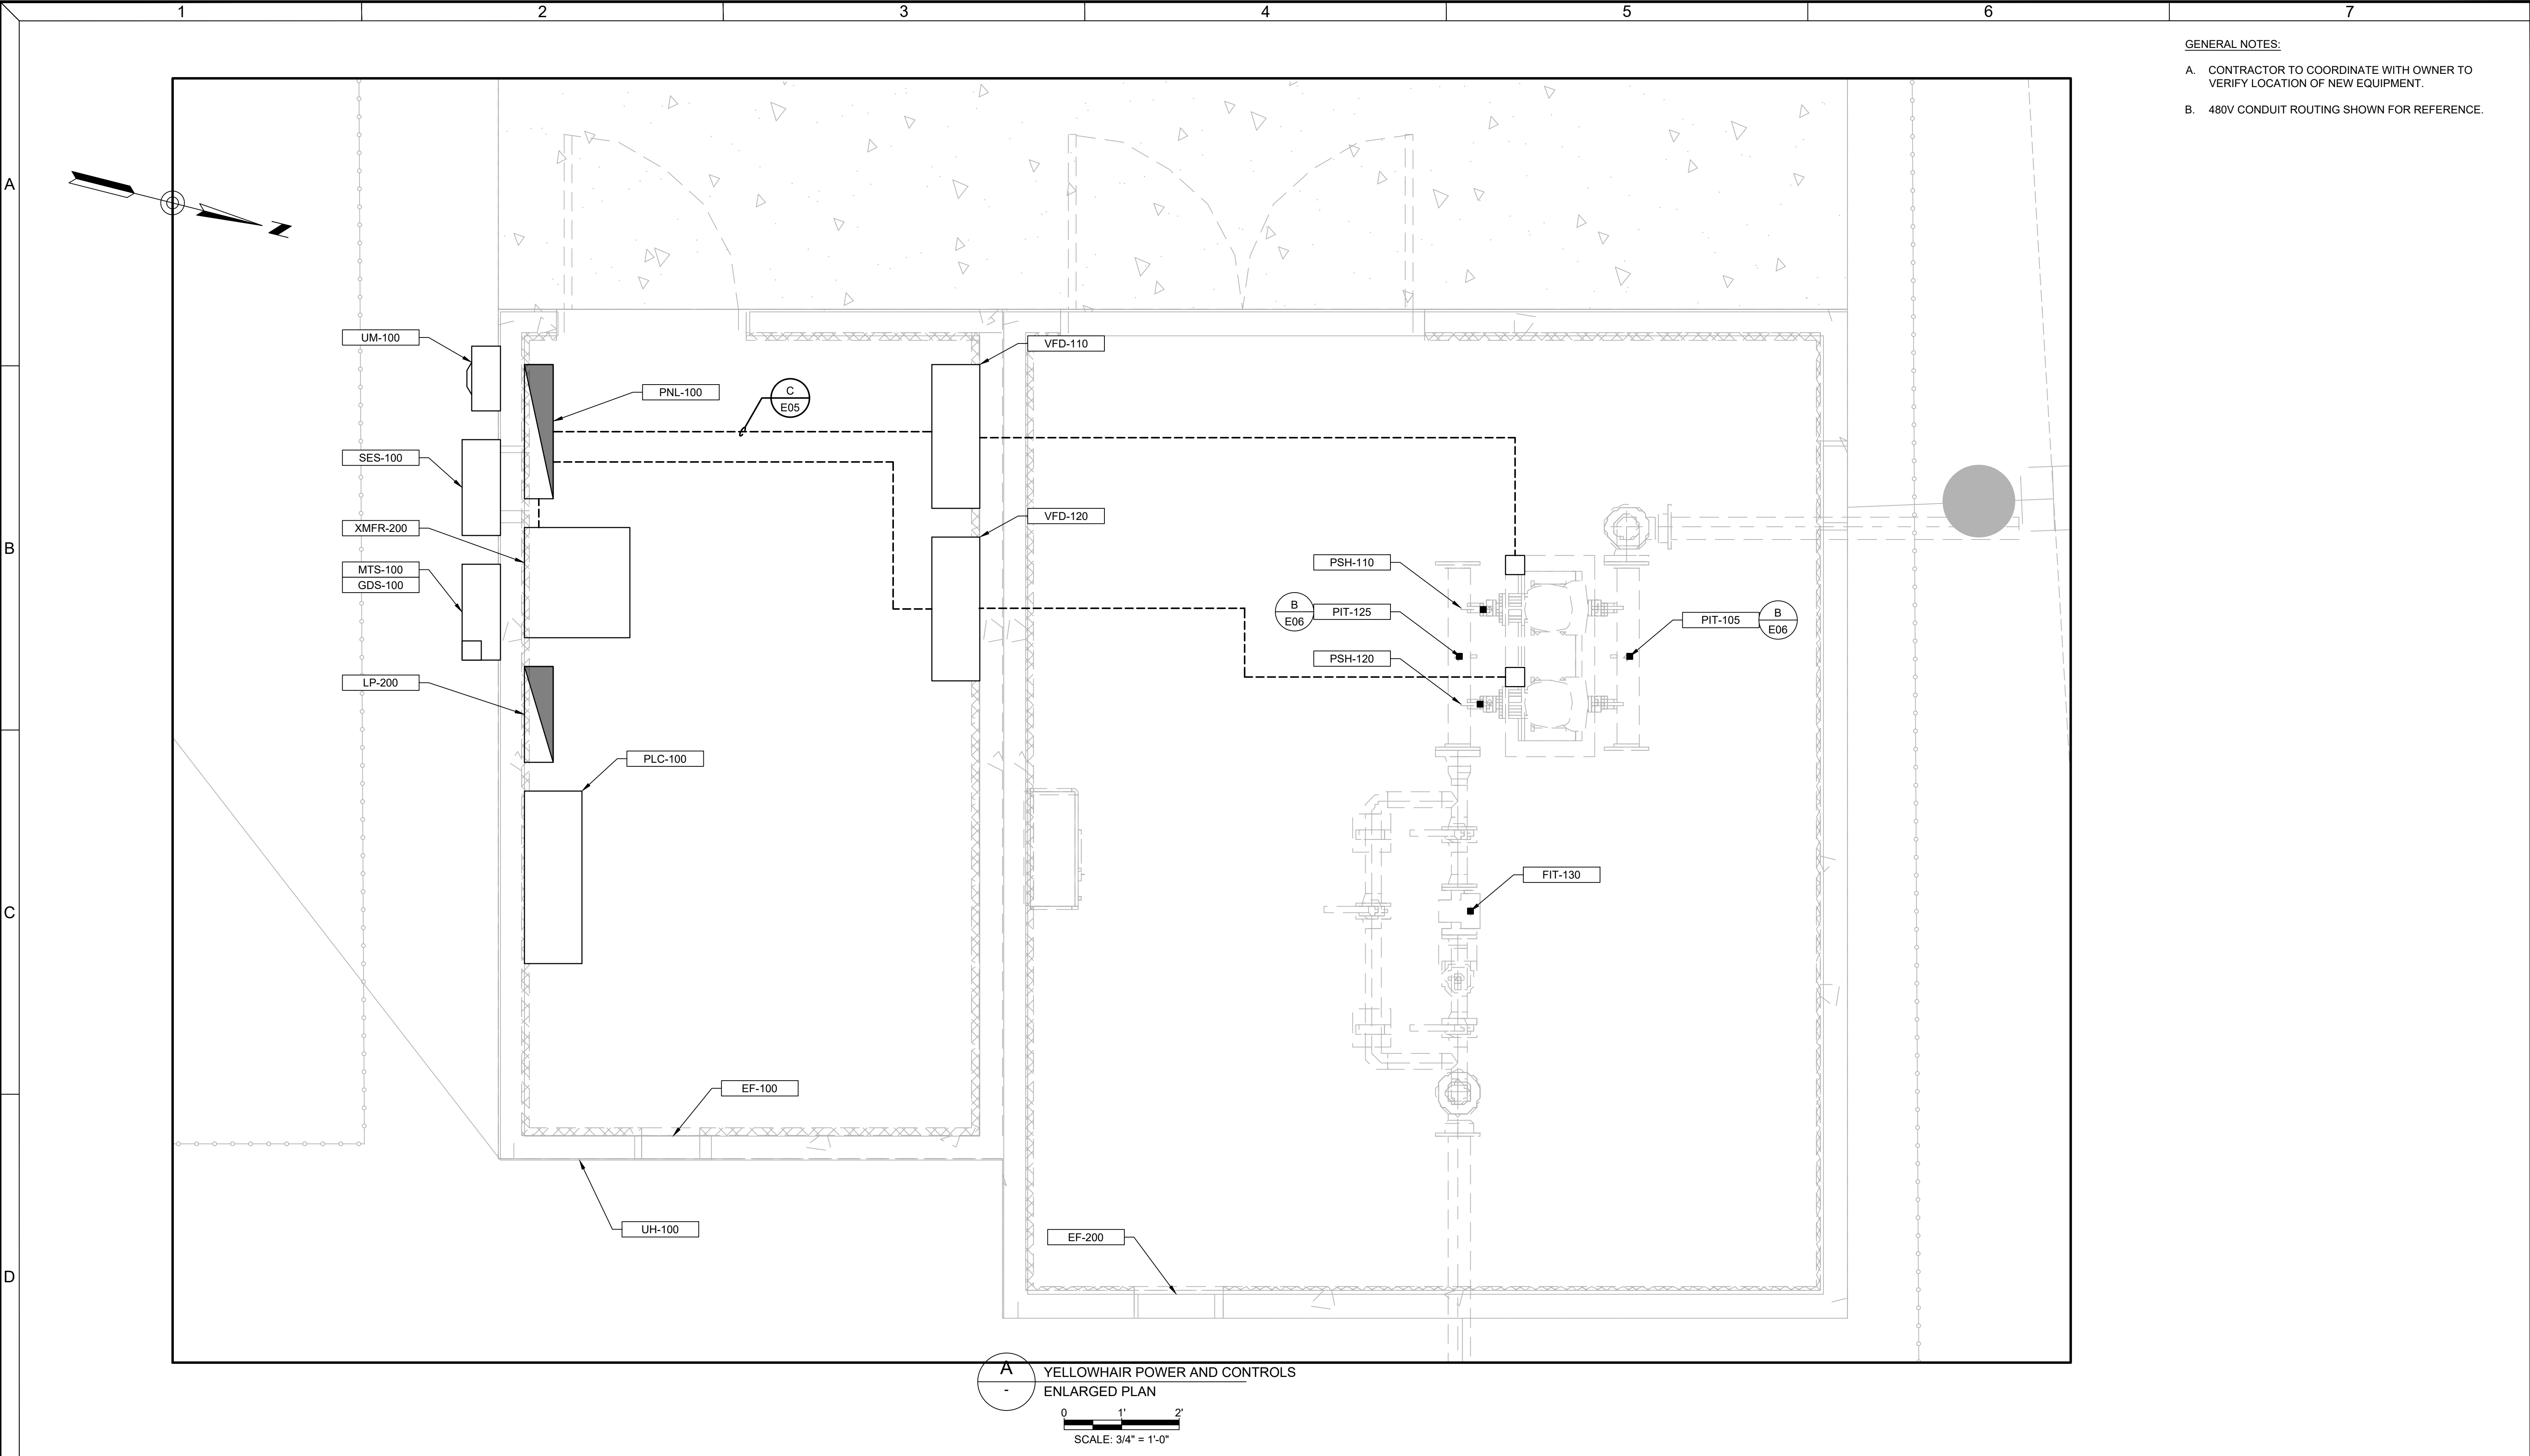 1 2 3 4 5 6 7
GENERAL NOTES:
A. CONTRACTOR TO COORDINATE WITH OWNER TO
VERIFY LOCATION OF NEW EQUIPMENT.
B. 480V CONDUIT ROUTING SHOWN FOR REFERENCE.
A
N
UM-100
VFD-110
PNL-100
C
E05
SES-100
VFD-120
XMFR-200
B
MTS-100
GDS-100
PSH-110
B
E06
PIT-125
PIT-105
B
E06
PSH-120
LP-200
PLC-100
FIT-130
C
EF-100
UH-100
EF-200
D
A
-
YELLOWHAIR POWER AND CONTROLS
ENLARGED PLAN
0 1' 2'
SCALE: 3/4" = 1'-0"